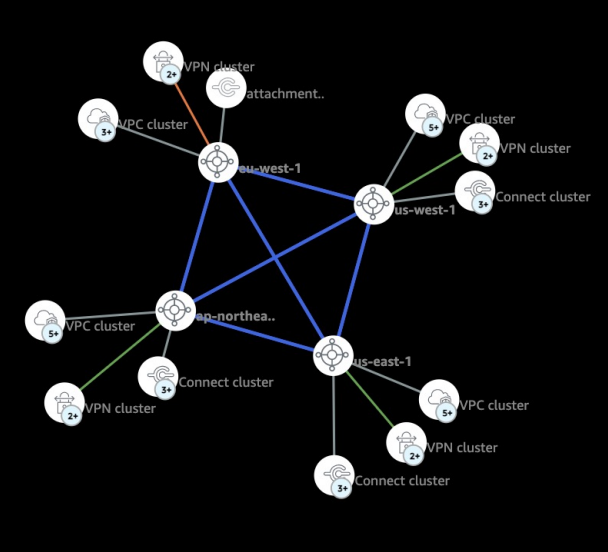 VPN cluster
2+
attachment..
VPC cluster
3+
eu-west-1
VPC cluster
5+
VPN cluster
2+
Connect cluster
3+
us-west-1
ap-northea..
VPC cluster
5+
Connect cluster
3+
VPN cluster
2+
us-east-1
VPC cluster
5+
VPN cluster
2+
Connect cluster
3+